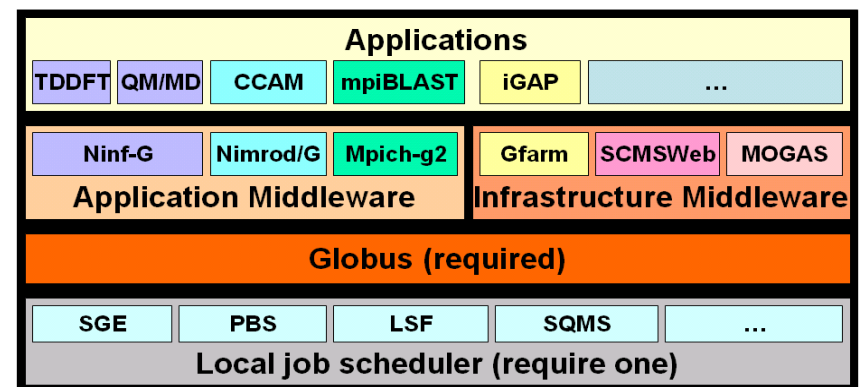 Applications
TDDFT QM/MD CCAM mpiBLAST iGAP ...
Ninf-G Nimrod/G Mpich-g2 Gfarm SCMSWeb MOGAS
Application Middleware Infrastructure Middleware
Globus (required)
SGE PBS LSF SQMS ...
Local job scheduler (require one)